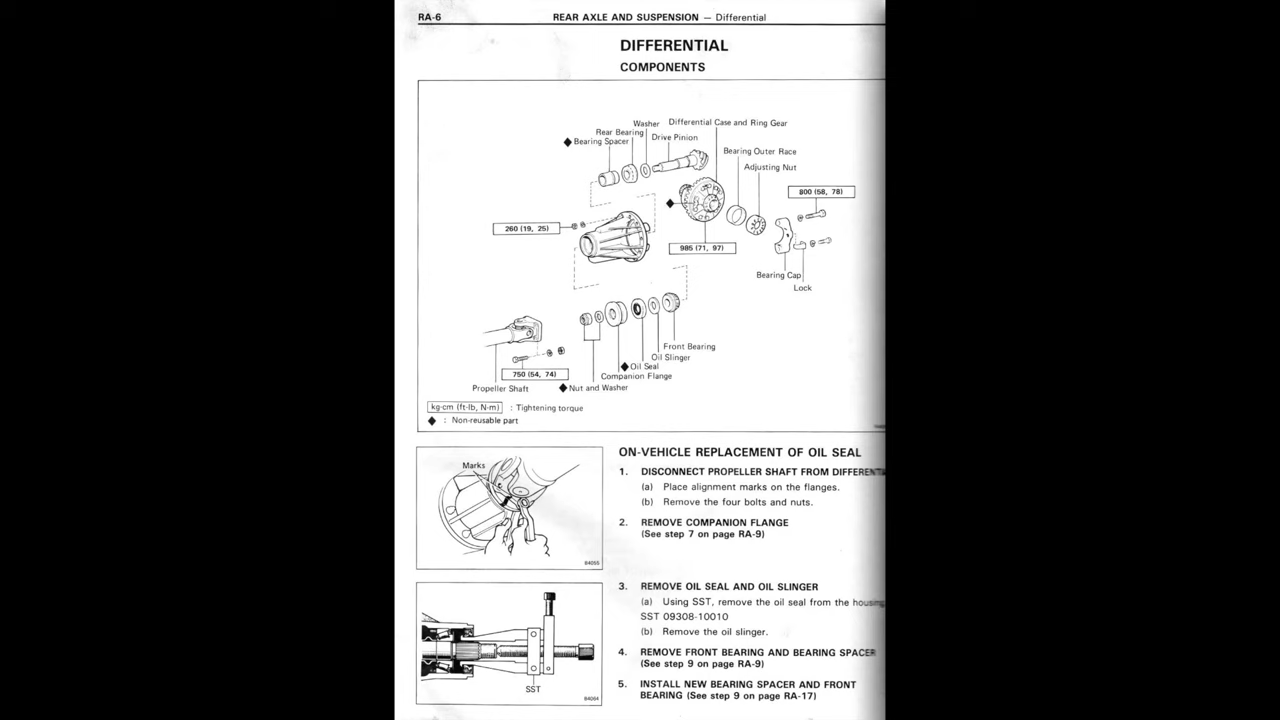 RA-6
REAR AXLE AND SUSPENSION — Differential
DIFFERENTIAL
COMPONENTS
Washer
Differential Case and Ring Gear
Rear Bearing
Drive Pinion
◆ Bearing Spacer
Bearing Outer Race
Adjusting Nut
800 (58, 78)
260 (19, 25)
985 (71, 97)
Bearing Cap
Lock
Front Bearing
Oil Slinger
◆ Oil Seal
750 (54, 74)
Companion Flange
Propeller Shaft
◆ Nut and Washer
kg-cm (ft-lb, N·m) : Tightening torque
◆ : Non-reusable part
Marks
84055
ON-VEHICLE REPLACEMENT OF OIL SEAL
1. DISCONNECT PROPELLER SHAFT FROM
(a) Place alignment marks on the flanges.
(b) Remove the four bolts and nuts.
2. REMOVE COMPANION FLANGE
(See step 7 on page RA-9)
SST
84064
3. REMOVE OIL SEAL AND OIL SLINGER
(a) Using SST, remove the oil seal from the housing.
SST 09308-10010
(b) Remove the oil slinger.
4. REMOVE FRONT BEARING AND BEARING SPACER
(See step 9 on page RA-9)
5. INSTALL NEW BEARING SPACER AND FRONT
BEARING (See step 9 on page RA-17)